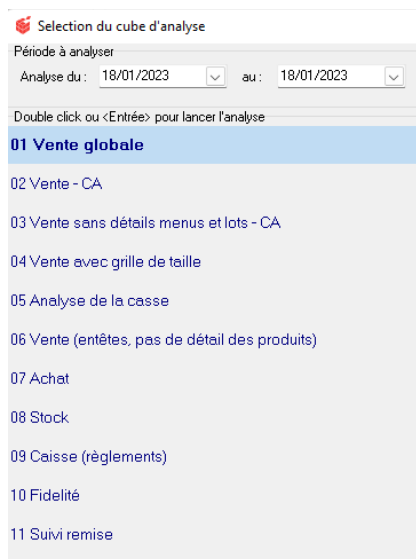 Selection du cube d'analyse
Période à analyser
Analyse du : 18/01/2023 au : 18/01/2023
Double click ou <Entrée> pour lancer l'analyse
01 Vente globale
02 Vente - CA
03 Vente sans détails menus et lots - CA
04 Vente avec grille de taille
05 Analyse de la casse
06 Vente (entêtes, pas de détail des produits)
07 Achat
08 Stock
09 Caisse (règlements)
10 Fidelité
11 Suivi remise